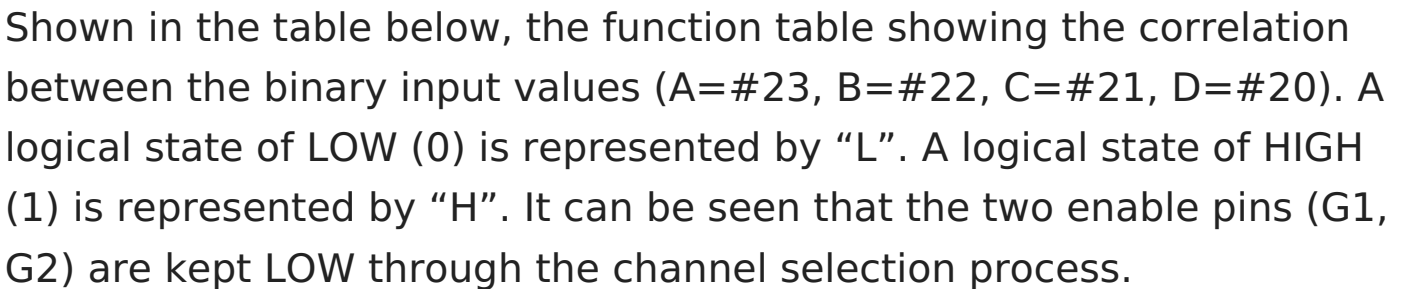 Shown in the table below, the function table showing the correlation
between the binary input values (A=#23, B=#22, C=#21, D=#20). A
logical state of LOW (0) is represented by “L”. A logical state of HIGH
(1) is represented by “H”. It can be seen that the two enable pins (G1,
G2) are kept LOW through the channel selection process.